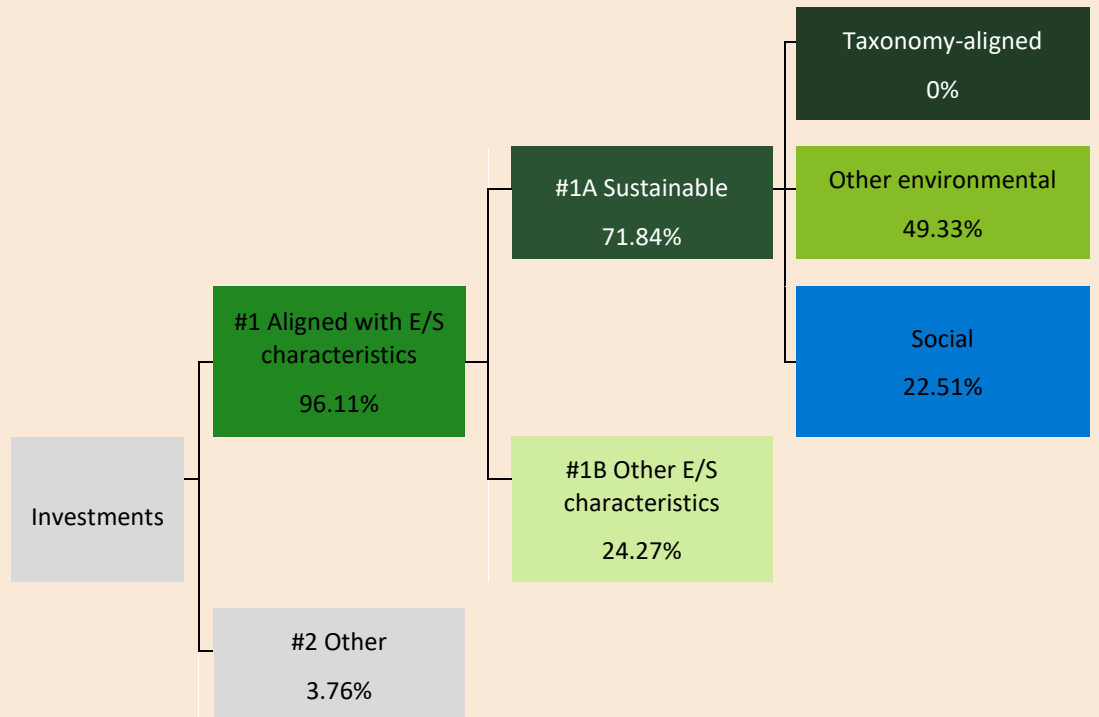 Taxonomy-aligned
0%
#1A Sustainable
71.84%
Other environmental
49.33%
#1 Aligned with E/S
characteristics
96.11%
Social
22.51%
Investments
#1B Other E/S
characteristics
24.27%
#2 Other
3.76%